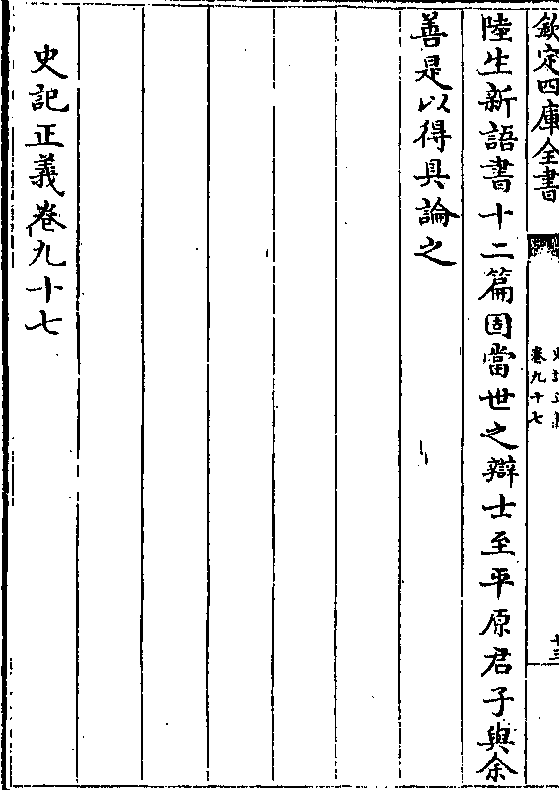 欽定四庫全書
史記正義
卷九十七
十三
陸生新語書十二篇固當世之辯士至平原君子與余
善是以得具論之
史記正義卷九十七